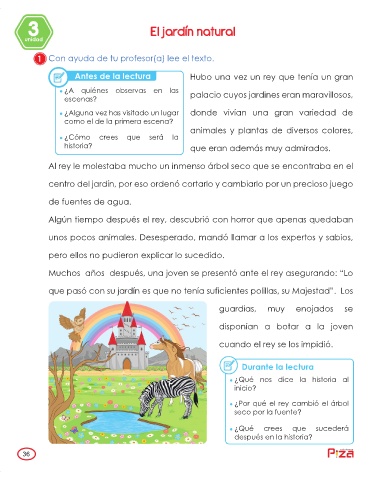 3
unidad
El jardín natural
1 Con ayuda de tu profesor(a) lee el texto.
Antes de la lectura
• ¿A quiénes observas en las
escenas?
• ¿Alguna vez has visitado un lugar
como el de la primera escena?
• ¿Cómo crees que será la
historia?
Hubo una vez un rey que tenía un gran
palacio cuyos jardines eran maravillosos,
donde vivían una gran variedad de
animales y plantas de diversos colores,
que eran además muy admirados.
Al rey le molestaba mucho un inmenso árbol seco que se encontraba en el
centro del jardín, por eso ordenó cortarlo y cambiarlo por un precioso juego
de fuentes de agua.
Algún tiempo después el rey, descubrió con horror que apenas quedaban
unos pocos animales. Desesperado, mandó llamar a los expertos y sabios,
pero ellos no pudieron explicar lo sucedido.
Muchos años después, una joven se presentó ante el rey asegurando: "Lo
que pasó con su jardín es que no tenía suficientes polillas, su Majestad". Los
guardias, muy enojados se
disponían a botar a la joven
cuando el rey se los impidió.
Durante la lectura
• ¿Qué nos dice la historia al
inicio?
• ¿Por qué el rey cambió el árbol
seco por la fuente?
• ¿Qué crees que sucederá
después en la historia?
36
Piza